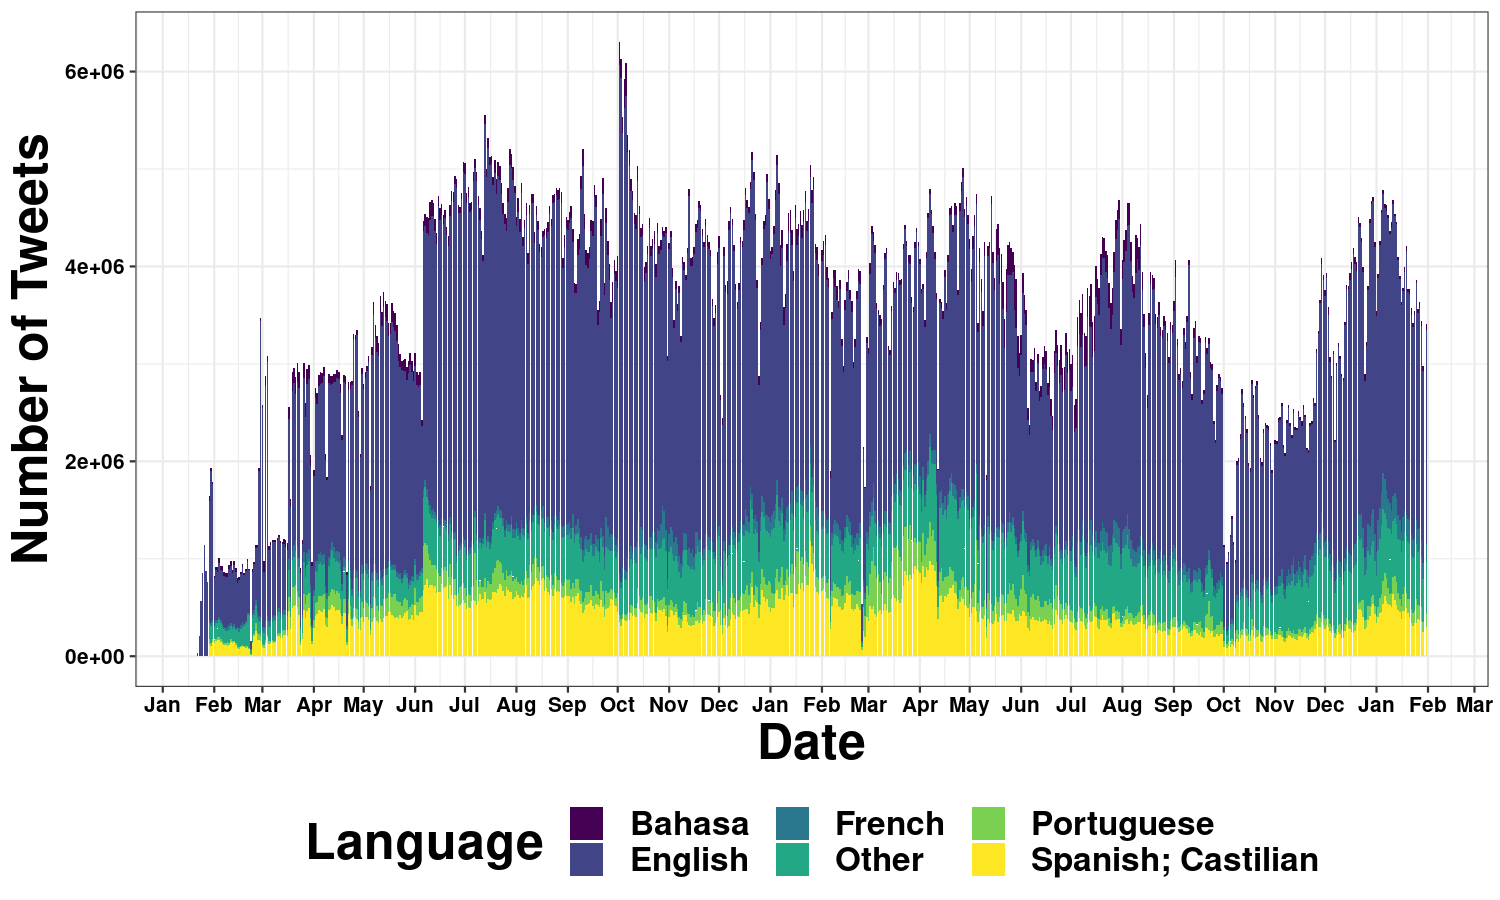 Number of Tweets
6e+06
4e+06
2e+06
0e+00
Jan Feb Mar Apr May Jun Jul Aug Sep Oct Nov Dec Jan Feb Mar Apr May Jun Jul Aug Sep Oct Nov Dec Jan Feb Mar
Date
Language
Bahasa French Portuguese
English Other Spanish; Castilian